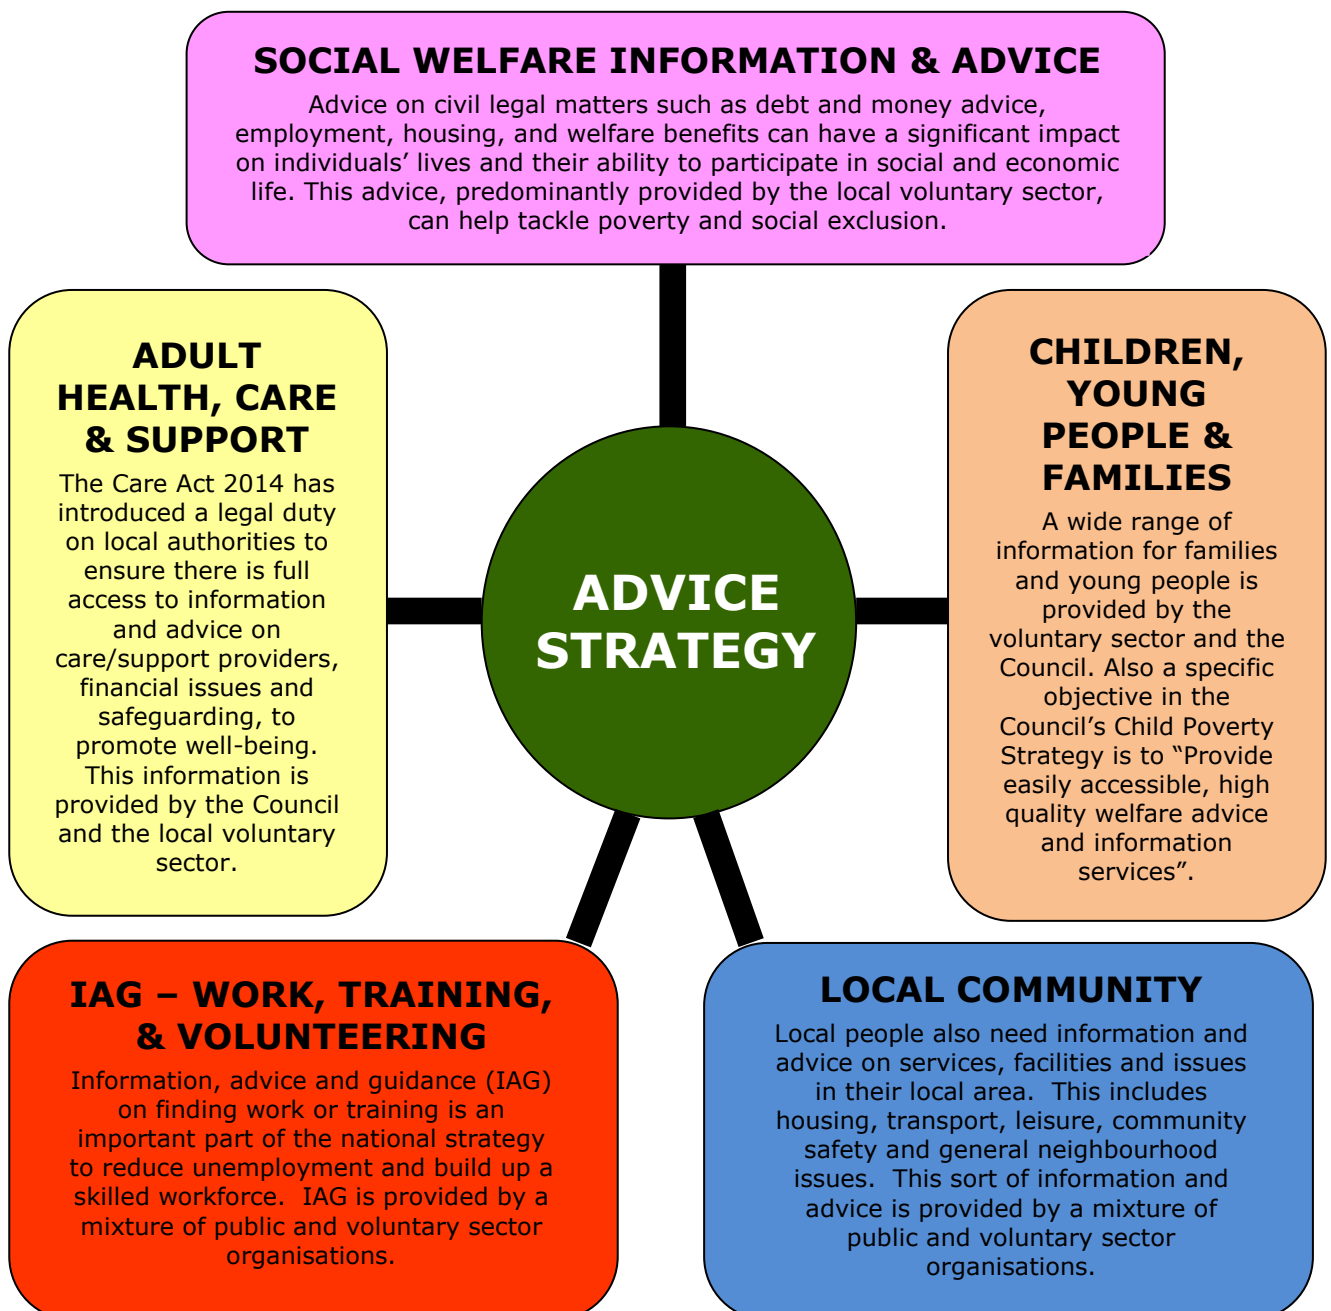 SOCIAL WELFARE INFORMATION & ADVICE
Advice on civil legal matters such as debt and money advice,
employment, housing, and welfare benefits can have a significant impact
on individuals’ lives and their ability to participate in social and economic
life. This advice, predominantly provided by the local voluntary sector,
can help tackle poverty and social exclusion.
ADULT
HEALTH, CARE
& SUPPORT
The Care Act 2014 has
introduced a legal duty
on local authorities to
ensure there is full
access to information
and advice on
care/support providers,
financial issues and
safeguarding, to
promote well-being.
This information is
provided by the Council
and the local voluntary
sector.
ADVICE
STRATEGY
CHILDREN,
YOUNG
PEOPLE &
FAMILIES
A wide range of
information for families
and young people is
provided by the
voluntary sector and the
Council. Also a specific
objective in the
Council’s Child Poverty
Strategy is to “Provide
easily accessible, high
quality welfare advice
and information
services”.
IAG – WORK, TRAINING,
& VOLUNTEERING
Information, advice and guidance (IAG)
on finding work or training is an
important part of the national strategy
to reduce unemployment and build up a
skilled workforce.  IAG is provided by a
mixture of public and voluntary sector
organisations.
LOCAL COMMUNITY
Local people also need information and
advice on services, facilities and issues
in their local area.  This includes
housing, transport, leisure, community
safety and general neighbourhood
issues.  This sort of information and
advice is provided by a mixture of
public and voluntary sector
organisations.